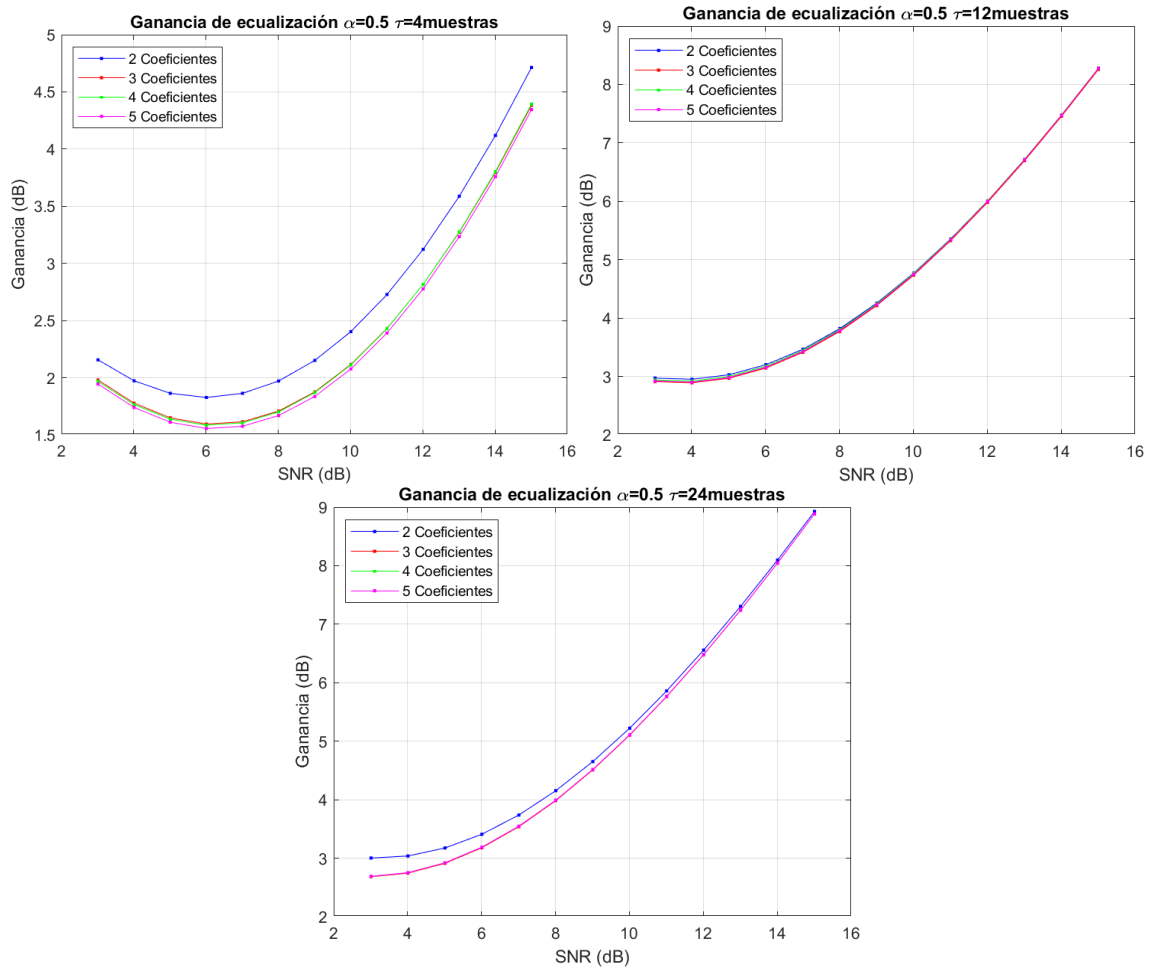 Ganancia de ecualización α=0.5 τ=4muestras
5
4.5
4
3.5
3
2.5
2
1.5
Ganancia (dB)
2 Coeficientes
3 Coeficientes
4 Coeficientes
5 Coeficientes
2 4 6 8 10 12 14 16
SNR (dB)
Ganancia de ecualización α=0.5 τ=12muestras
9
8
7
6
5
4
3
2
Ganancia (dB)
2 Coeficientes
3 Coeficientes
4 Coeficientes
5 Coeficientes
2 4 6 8 10 12 14 16
SNR (dB)
Ganancia de ecualización α=0.5 τ=24muestras
9
8
7
6
5
4
3
2
Ganancia (dB)
2 Coeficientes
3 Coeficientes
4 Coeficientes
5 Coeficientes
2 4 6 8 10 12 14 16
SNR (dB)